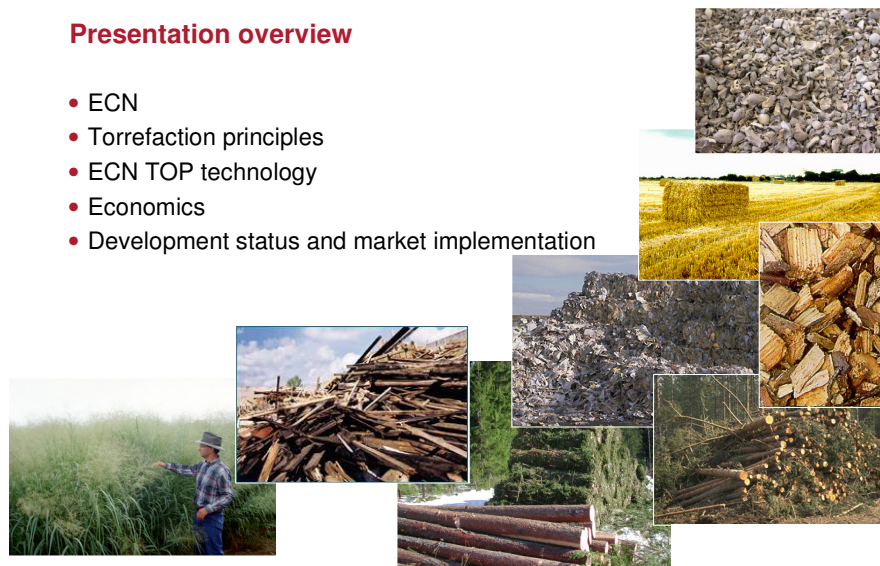 Presentation overview
• ECN
• Torrefaction principles
• ECN TOP technology
• Economics
• Development status and market implementation